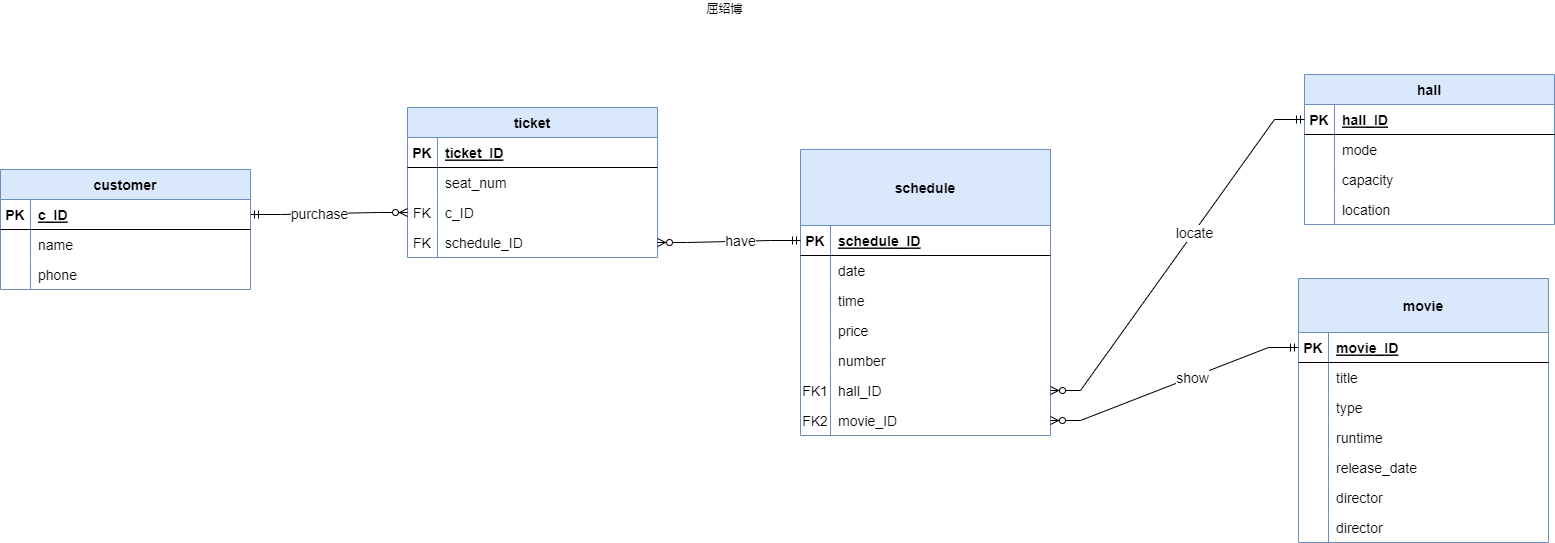 屈绍博
customer
PK c_ID
name
phone
purchase
ticket
PK ticket_ID
seat_num
FK c_ID
FK schedule_ID
have
schedule
PK schedule_ID
date
time
price
number
FK1 hall_ID
FK2 movie_ID
locate
show
hall
PK hall_ID
mode
capacity
location
movie
PK movie_ID
title
type
runtime
release_date
director
director